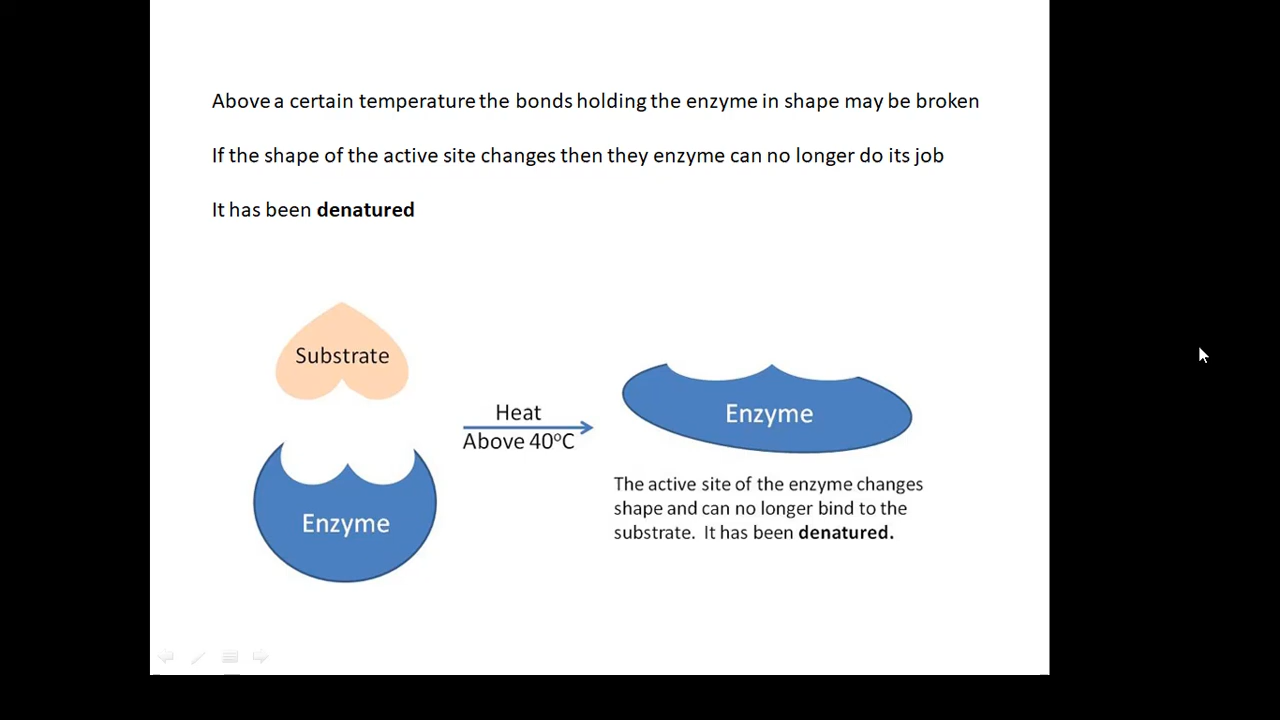 Above a certain temperature the bonds holding the enzyme in shape may be broken
If the shape of the active site changes then they enzyme can no longer do its job
It has been denatured
Substrate
Enzyme
Heat
Above 40°C
Enzyme
The active site of the enzyme changes
shape and can no longer bind to the
substrate. It has been denatured.